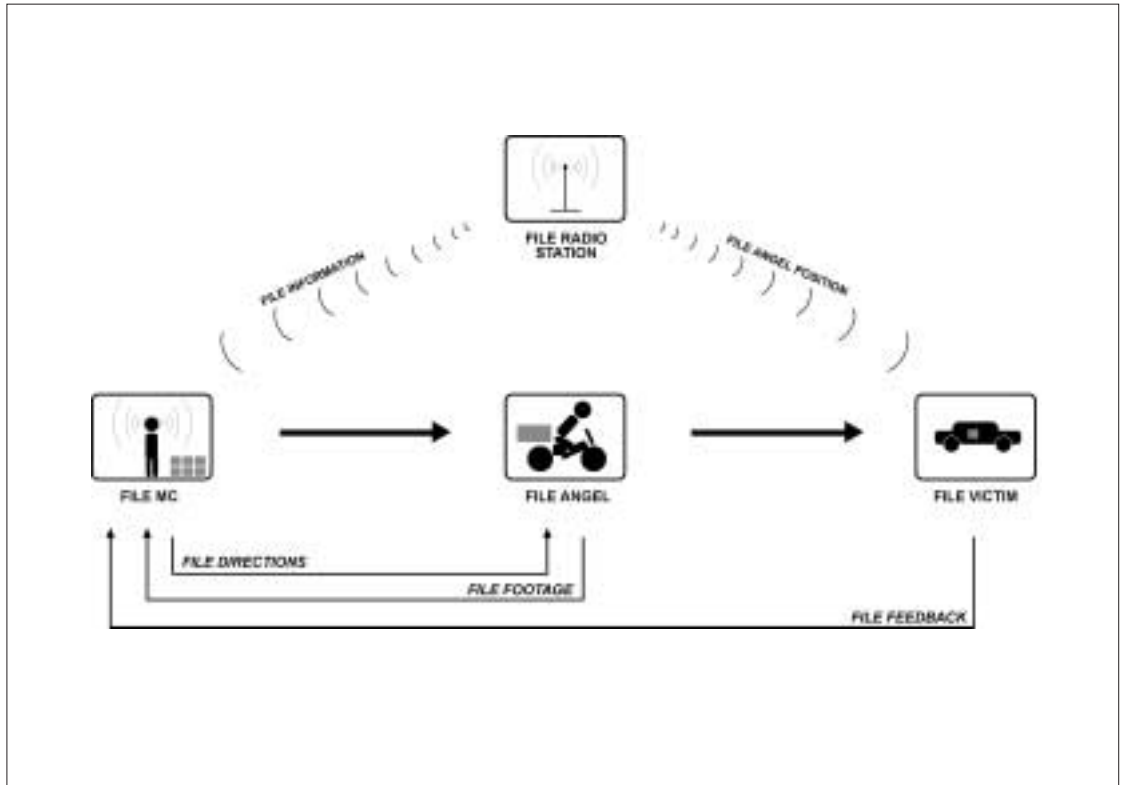 FILE RADIO
STATION
FILE INFORMATION
FILE ANGEL POSITION
FILE MC
FILE ANGEL
FILE VICTIM
FILE DIRECTIONS
FILE FOOTAGE
FILE FEEDBACK